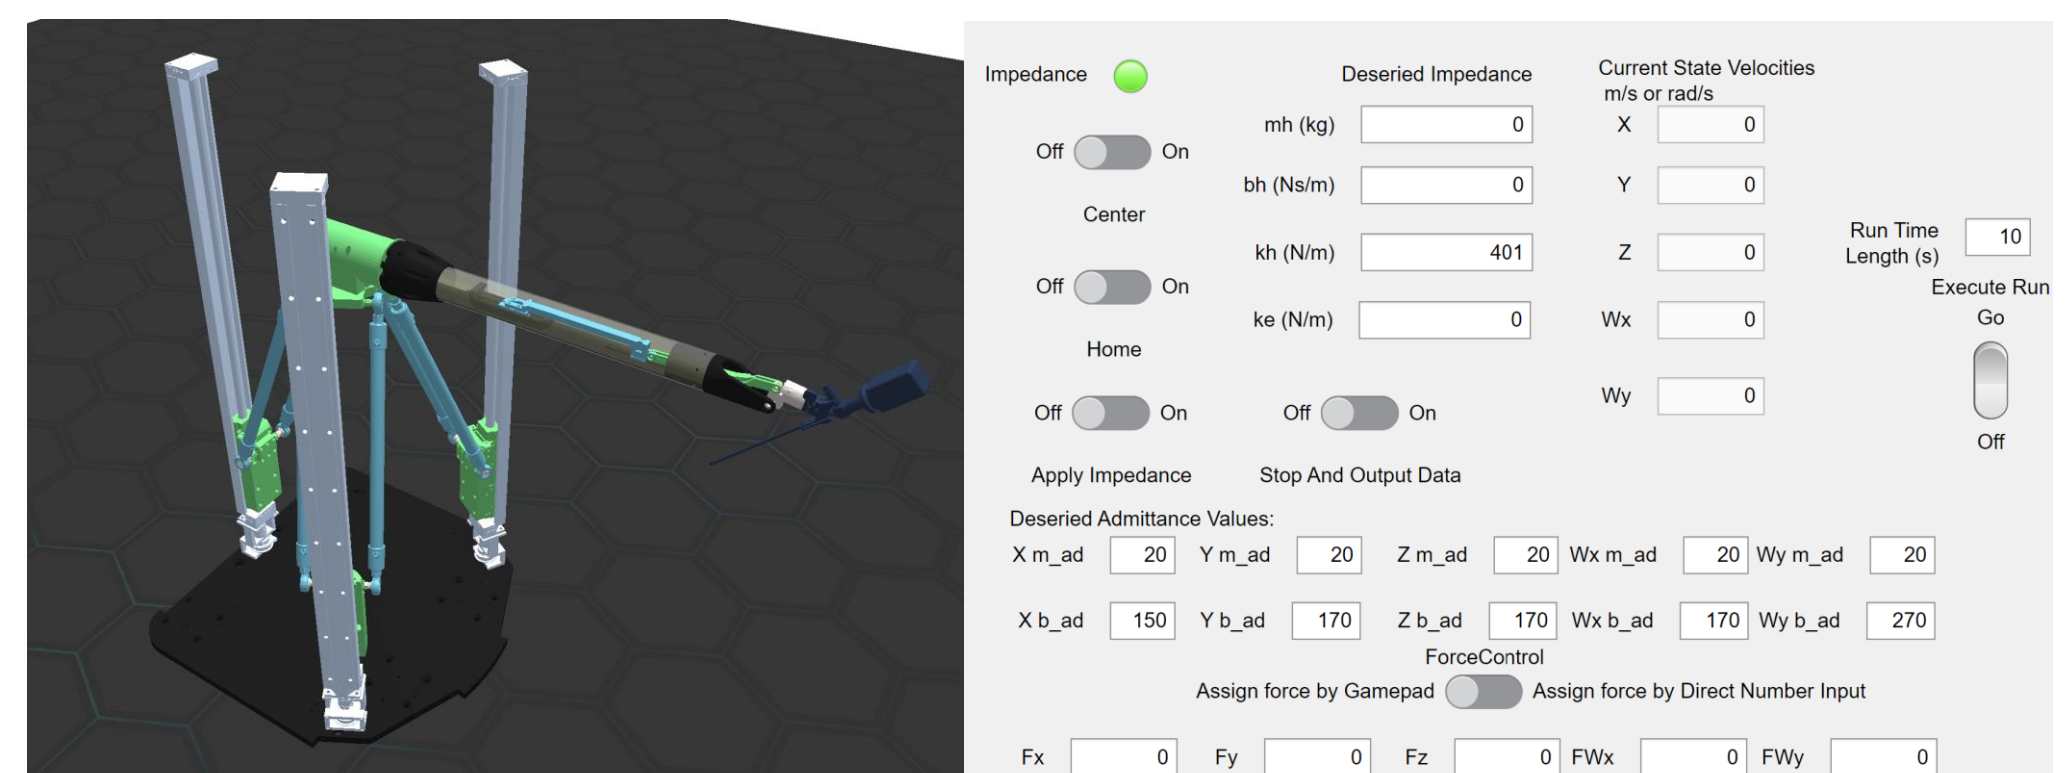 Impedance
Deseried Impedance
Current State Velocities
m/s or rad/s
mh (kg) 0
X 0
Off On
bh (Ns/m) 0
Y 0
Center
Run Time
Length (s) 10
kh (N/m) 401
Z 0
Off On
Execute Run
Go
ke (N/m) 0
Wx 0
Home
Off On
Off On
Wy 0
Off
Apply Impedance
Stop And Output Data
Deseried Admittance Values:
X m_ad 20 Y m_ad 20 Z m_ad 20 Wx m_ad 20 Wy m_ad 20
X b_ad 150 Y b_ad 170 Z b_ad 170 Wx b_ad 170 Wy b_ad 270
ForceControl
Assign force by Gamepad Assign force by Direct Number Input
Fx 0 Fy 0 Fz 0 FWx 0 FWy 0